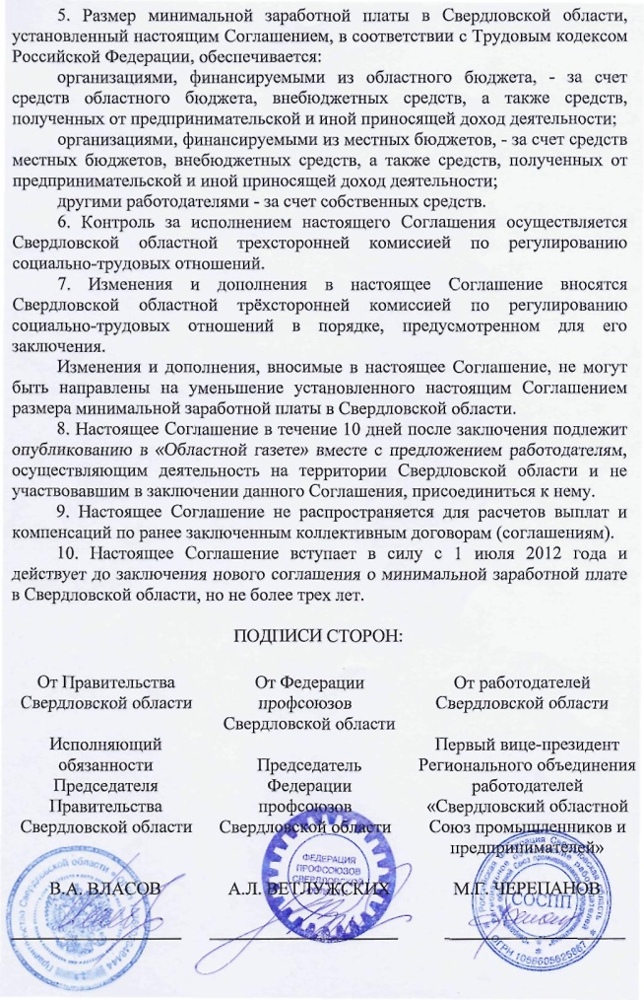 5. Размер минимальной заработной платы в Свердловской области,
установленный настоящим Соглашением, в соответствии с Трудовым кодексом
Российской Федерации, обеспечивается:
организациями, финансируемыми из областного бюджета, - за счет
средств областного бюджета, внебюджетных средств, а также средств,
полученных от предпринимательской и иной приносящей доход деятельности;
организациями, финансируемыми из местных бюджетов, - за счет средств
местных бюджетов, внебюджетных средств, а также средств, полученных от
предпринимательской и иной приносящей доход деятельности;
другими работодателями - за счет собственных средств.
6. Контроль за исполнением настоящего Соглашения осуществляется
Свердловской областной трехсторонней комиссией по регулированию
социально-трудовых отношений.
7. Изменения и дополнения в настоящее Соглашение вносятся
Свердловской областной трёхсторонней комиссией по регулированию
социально-трудовых отношений в порядке, предусмотренном для его
заключения.
Изменения и дополнения, вносимые в настоящее Соглашение, не могут
быть направлены на уменьшение установленного настоящим Соглашением
размера минимальной заработной платы в Свердловской области.
8. Настоящее Соглашение в течение 10 дней после заключения подлежит
опубликованию в «Областной газете» вместе с предложением работодателям,
осуществляющим деятельность на территории Свердловской области и не
участвовавшим в заключении данного Соглашения, присоединиться к нему.
9. Настоящее Соглашение не распространяется для расчетов выплат и
компенсаций по ранее заключенным коллективным договорам (соглашениям).
10. Настоящее Соглашение вступает в силу с 1 июля 2012 года и
действует до заключения нового соглашения о минимальной заработной плате
в Свердловской области, но не более трех лет.
ПОДПИСИ СТОРОН:
От Правительства
Свердловской области
Исполняющий
обязанности
Председателя
Правительства
Свердловской области
В.А. ВЛАСОВ
От Федерации
профсоюзов
Свердловской области
Председатель
Федерации
профсоюзов
Свердловской области
ФЕДЕРАЦИЯ
ПРОФСОЮЗОВ
СВЕРДЛОВСКОЙ
А.Л. ВЕТЛУЖСКИХ
От работодателей
Свердловской области
Первый вице-президент
Регионального объединения
работодателей
«Свердловский областной
Союз промышленников и
предпринимателей»
М.Г. ЧЕРЕПАНОВ
СОСПП
ОГРН 1056605625867